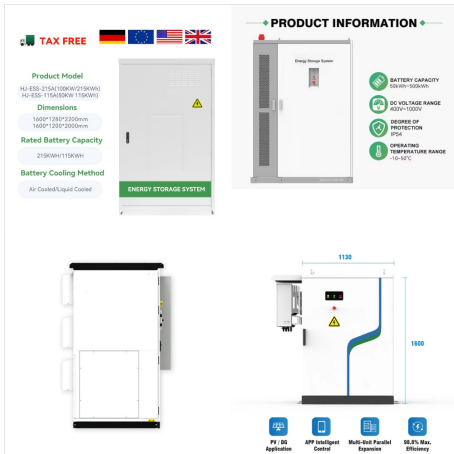 TAX FREE
Product Model
HJ-ESS-215A(100KW/215KWh)
HJ-ESS-115A(50KW 115KWh)
Dimensions
1600*1280*2200mm
1600*1200*2000mm
Rated Battery Capacity
215KWH/115KWH
Battery Cooling Method
Air Cooled/Liquid Cooled
ENERGY STORAGE SYSTEM
PRODUCT INFORMATION
Energy Storage System
BATTERY CAPACITY
50kWh~500kWh
DC VOLTAGE RANGE
400V~1000V
DEGREE OF
PROTECTION
IP54
OPERATING
TEMPERATURE RANGE
-10-50°C
1130
1600
PV / DG
Application
APP Intelligent
Control
Multi-Unit Parallel
Expansion
98.8% Max.
Efficiency